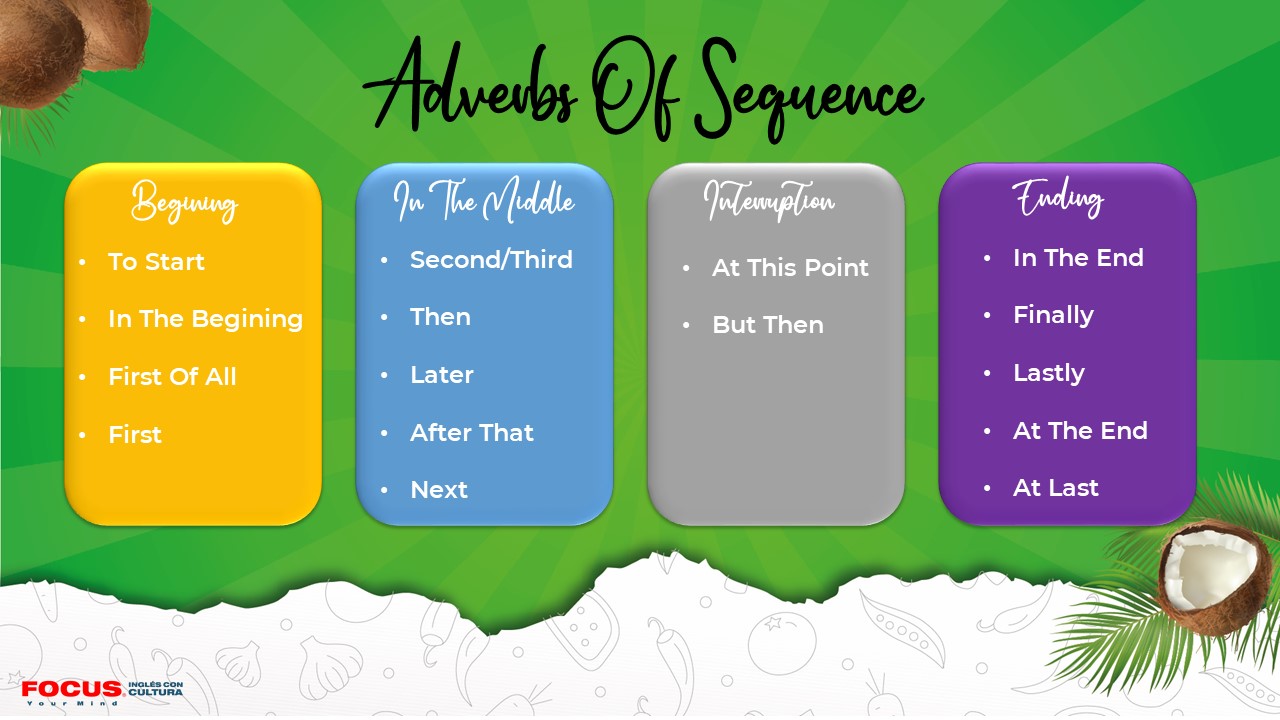 Adverbs Of Sequence
Begining
• To Start
• In The Begining
• First Of All
• First
In The Middle
• Second/Third
• Then
• Later
• After That
• Next
Interruption
• At This Point
• But Then
Ending
• In The End
• Finally
• Lastly
• At The End
• At Last
FOCUS
Your Mind
INGLÉS CON
CULTURA